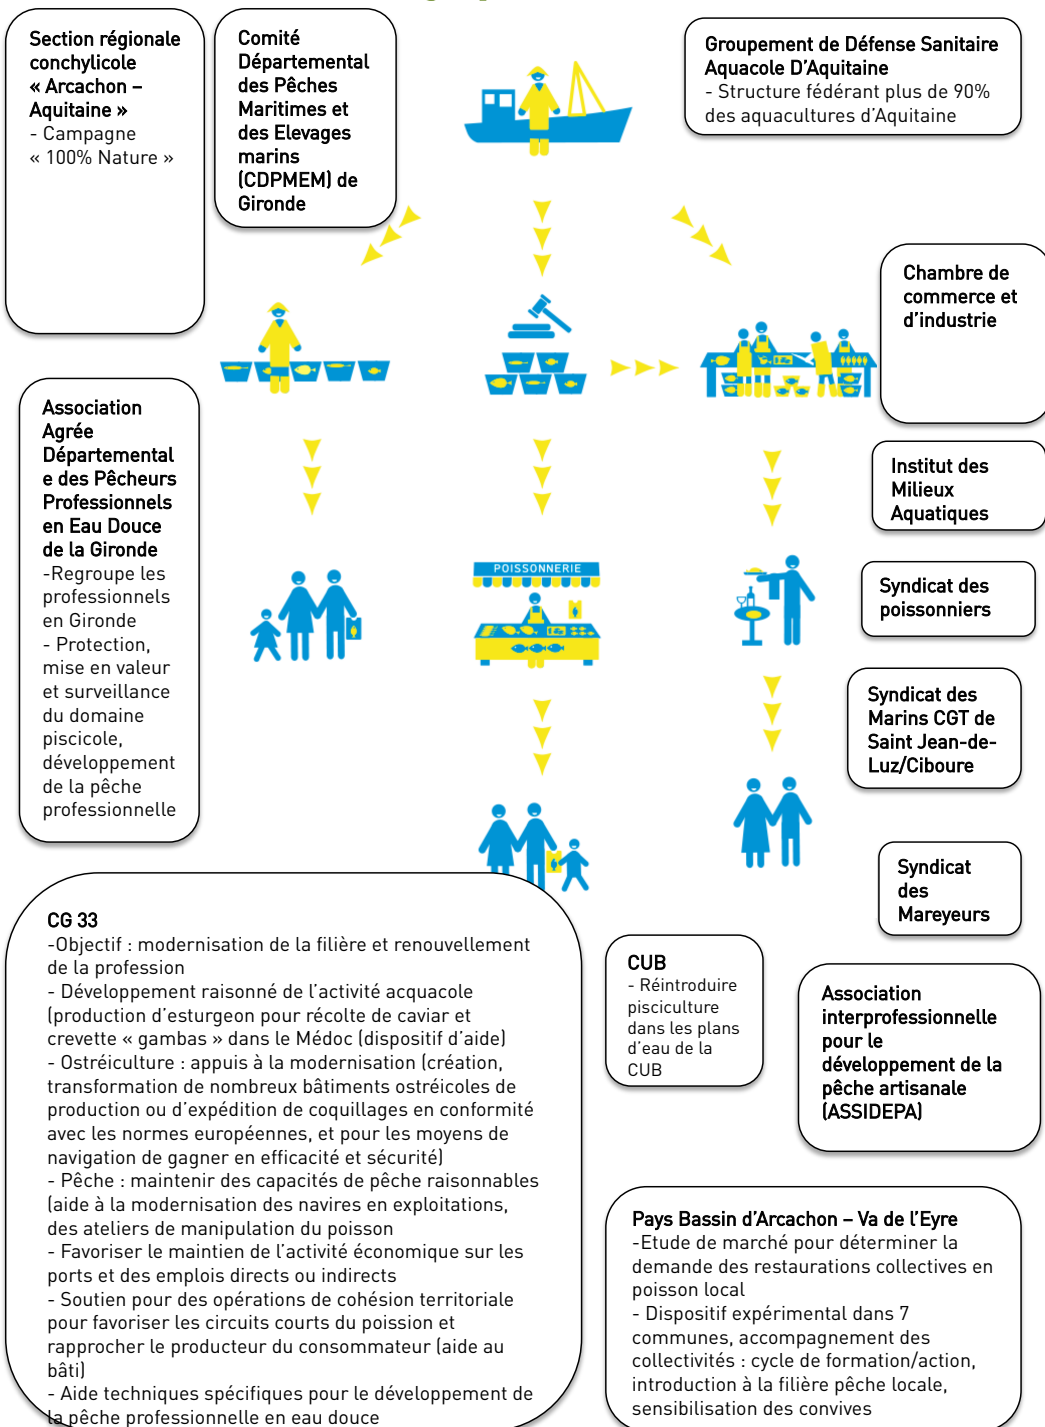 Section régionale
conchylicole
« Arcachon –
Aquitaine »
- Campagne
« 100% Nature »
Comité
Départemental
des Pêches
Maritimes et
des Elevages
marins
(CDPMEM) de
Gironde
Groupement de Défense Sanitaire
Aquacole D’Aquitaine
- Structure fédérant plus de 90%
des aquacultures d’Aquitaine
Chambre de
commerce et
d’industrie
Association
Agrée
Départemental
e des Pêcheurs
Professionnels
en Eau Douce
de la Gironde
-Regroupe les
professionnels
en Gironde
- Protection,
mise en valeur
et surveillance
du domaine
piscicole,
développement
de la pêche
professionnelle
Institut des
Milieux
Aquatiques
POISSONNERIE
Syndicat des
poissonniers
Syndicat des
Marins CGT de
Saint Jean-de-
Luz/Ciboure
Syndicat
des
Mareyeurs
CG 33
-Objectif : modernisation de la filière et renouvellement
de la profession
- Développement raisonné de l’activité acquacole
(production d’esturgeon pour récolte de caviar et
crevette « gambas » dans le Médoc (dispositif d’aide)
- Ostréiculture : appuis à la modernisation (création,
transformation de nombreux bâtiments ostréicoles de
production ou d’expédition de coquillages en conformité
avec les normes européennes, et pour les moyens de
navigation de gagner en efficacité et sécurité)
- Pêche : maintenir des capacités de pêche raisonnables
(aide à la modernisation des navires en exploitations,
des ateliers de manipulation du poisson
- Favoriser le maintien de l’activité économique sur les
ports et des emplois directs ou indirects
- Soutien pour des opérations de cohésion territoriale
pour favoriser les circuits courts du poission et
rapprocher le producteur du consommateur (aide au
bâti)
- Aide techniques spécifiques pour le développement de
la pêche professionnelle en eau douce
CUB
- Réintroduire
pisciculture
dans les plans
d’eau de la
CUB
Association
interprofessionnelle
pour le
développement de la
pêche artisanale
(ASSIDEPA)
Pays Bassin d’Arcachon – Va de l’Eyre
-Etude de marché pour déterminer la
demande des restaurations collectives en
poisson local
- Dispositif expérimental dans 7
communes, accompagnement des
collectivités : cycle de formation/action,
introduction à la filière pêche locale,
sensibilisation des convives